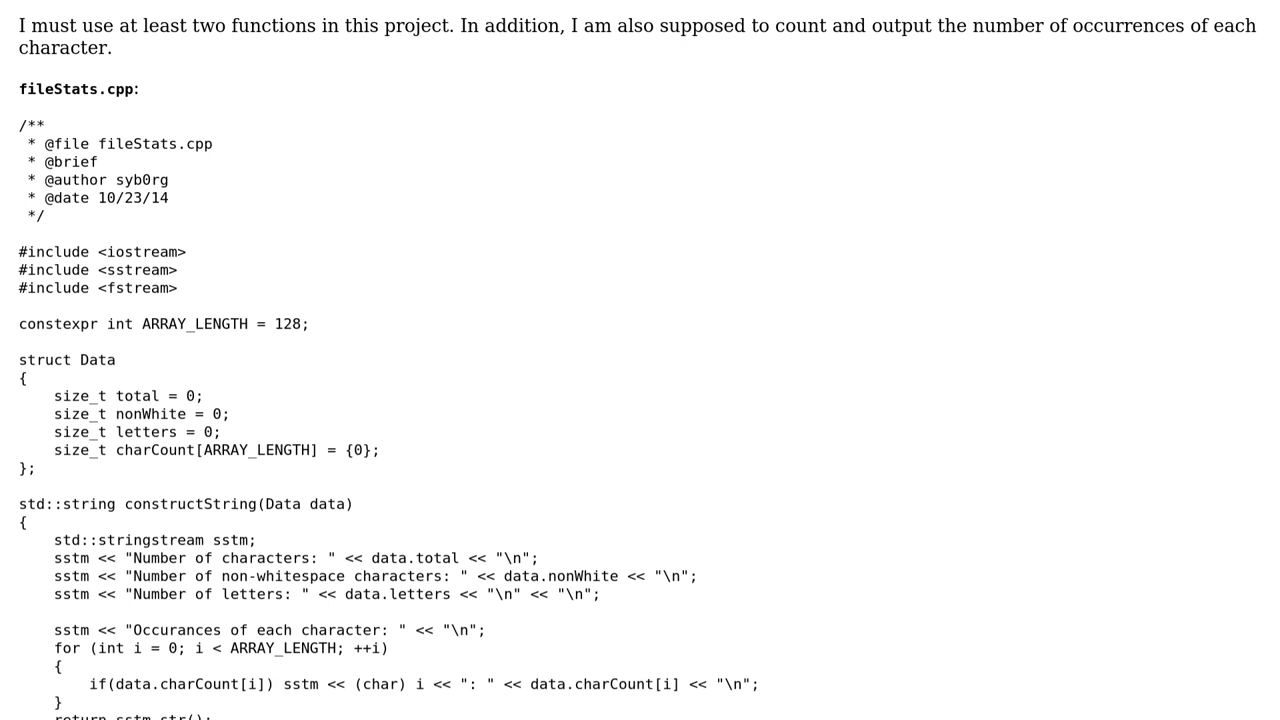 I must use at least two functions in this project. In addition, I am also supposed to count and output the number of occurrences of each
character.
fileStats.cpp:
/**
 * @file fileStats.cpp
 * @brief
 * @author syb0rg
 * @date 10/23/14
 */
#include <iostream>
#include <sstream>
#include <fstream>
constexpr int ARRAY_LENGTH = 128;
struct Data
{
    size_t total = 0;
    size_t nonWhite = 0;
    size_t letters = 0;
    size_t charCount[ARRAY_LENGTH] = {0};
};
std::string constructString(Data data)
{
    std::stringstream sstm;
    sstm << "Number of characters: " << data.total << "\n";
    sstm << "Number of non-whitespace characters: " << data.nonWhite << "\n";
    sstm << "Number of letters: " << data.letters << "\n" << "\n";
    sstm << "Occurances of each character: " << "\n";
    for (int i = 0; i < ARRAY_LENGTH; ++i)
    {
        if(data.charCount[i]) sstm << (char) i << ": " << data.charCount[i] << "\n";
    }
    return sstm.str();